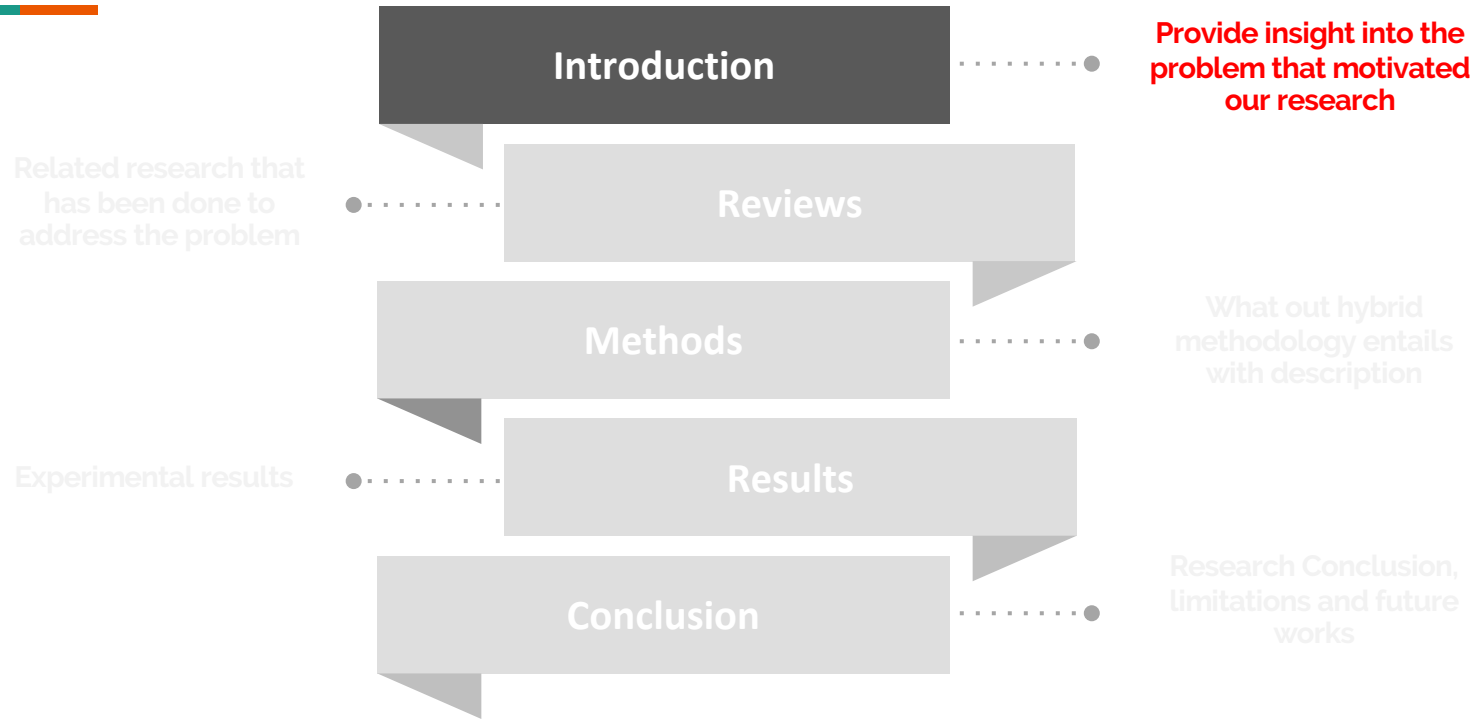 Introduction
Provide insight into the
problem that motivated
our research
Related research that
has been done to
address the problem
Reviews
Methods
What out hybrid
methodology entails
with description
Experimental results
Results
Conclusion
Research Conclusion,
limitations and future
works